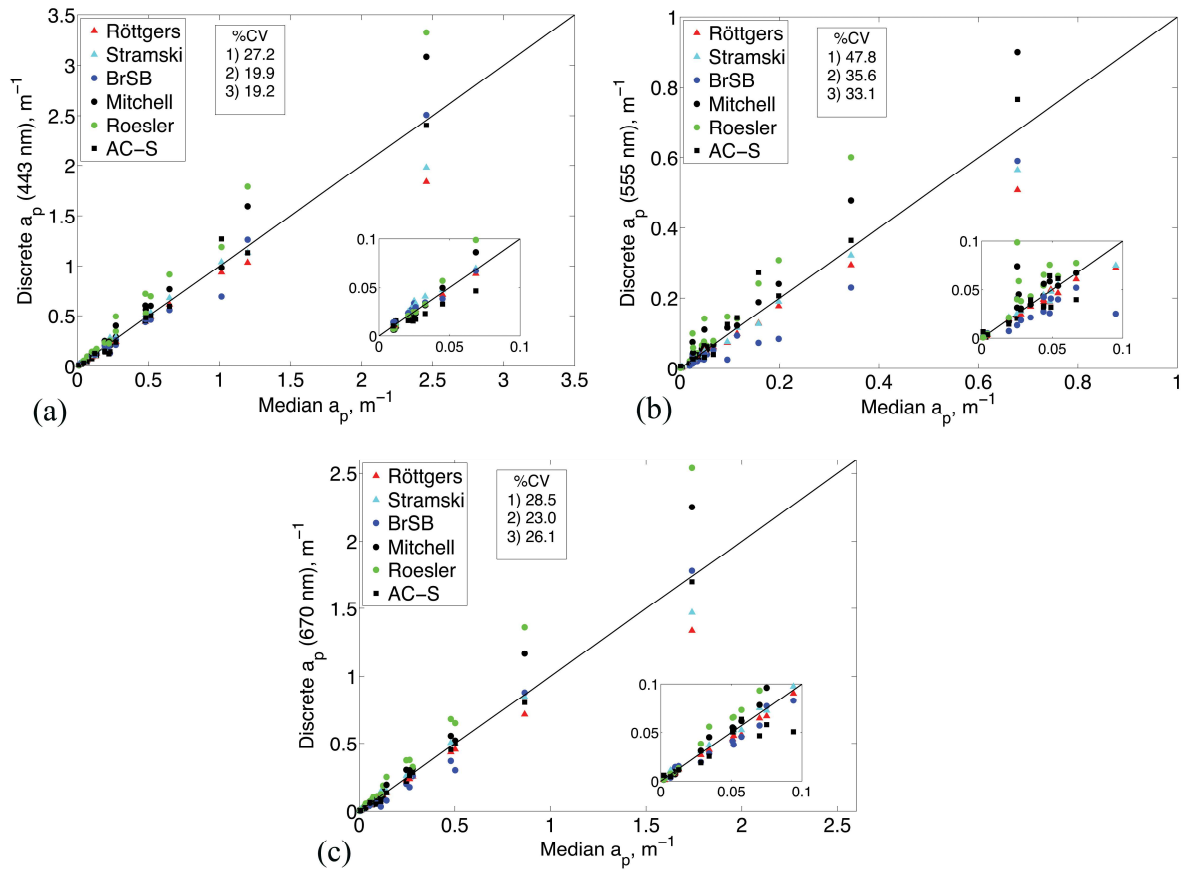 Discrete a_p (443 nm), m^−1
3.5
3
2.5
2
1.5
1
0.5
0
Röttgers
Stramski
BrSB
Mitchell
Roesler
AC−S
%CV
1) 27.2
2) 19.9
3) 19.2
0.1
0.05
0
0 0.05 0.1
0 0.5 1 1.5 2 2.5 3 3.5
Median a_p, m^−1
(a)
Discrete a_p (555 nm), m^−1
1
0.8
0.6
0.4
0.2
0
Röttgers
Stramski
BrSB
Mitchell
Roesler
AC−S
%CV
1) 47.8
2) 35.6
3) 33.1
0.1
0.05
0
0 0.05 0.1
0 0.2 0.4 0.6 0.8 1
Median a_p, m^−1
(b)
Discrete a_p (670 nm), m^−1
2.5
2
1.5
1
0.5
0
Röttgers
Stramski
BrSB
Mitchell
Roesler
AC−S
%CV
1) 28.5
2) 23.0
3) 26.1
0.1
0.05
0
0 0.05 0.1
0 0.5 1 1.5 2 2.5
Median a_p, m^−1
(c)